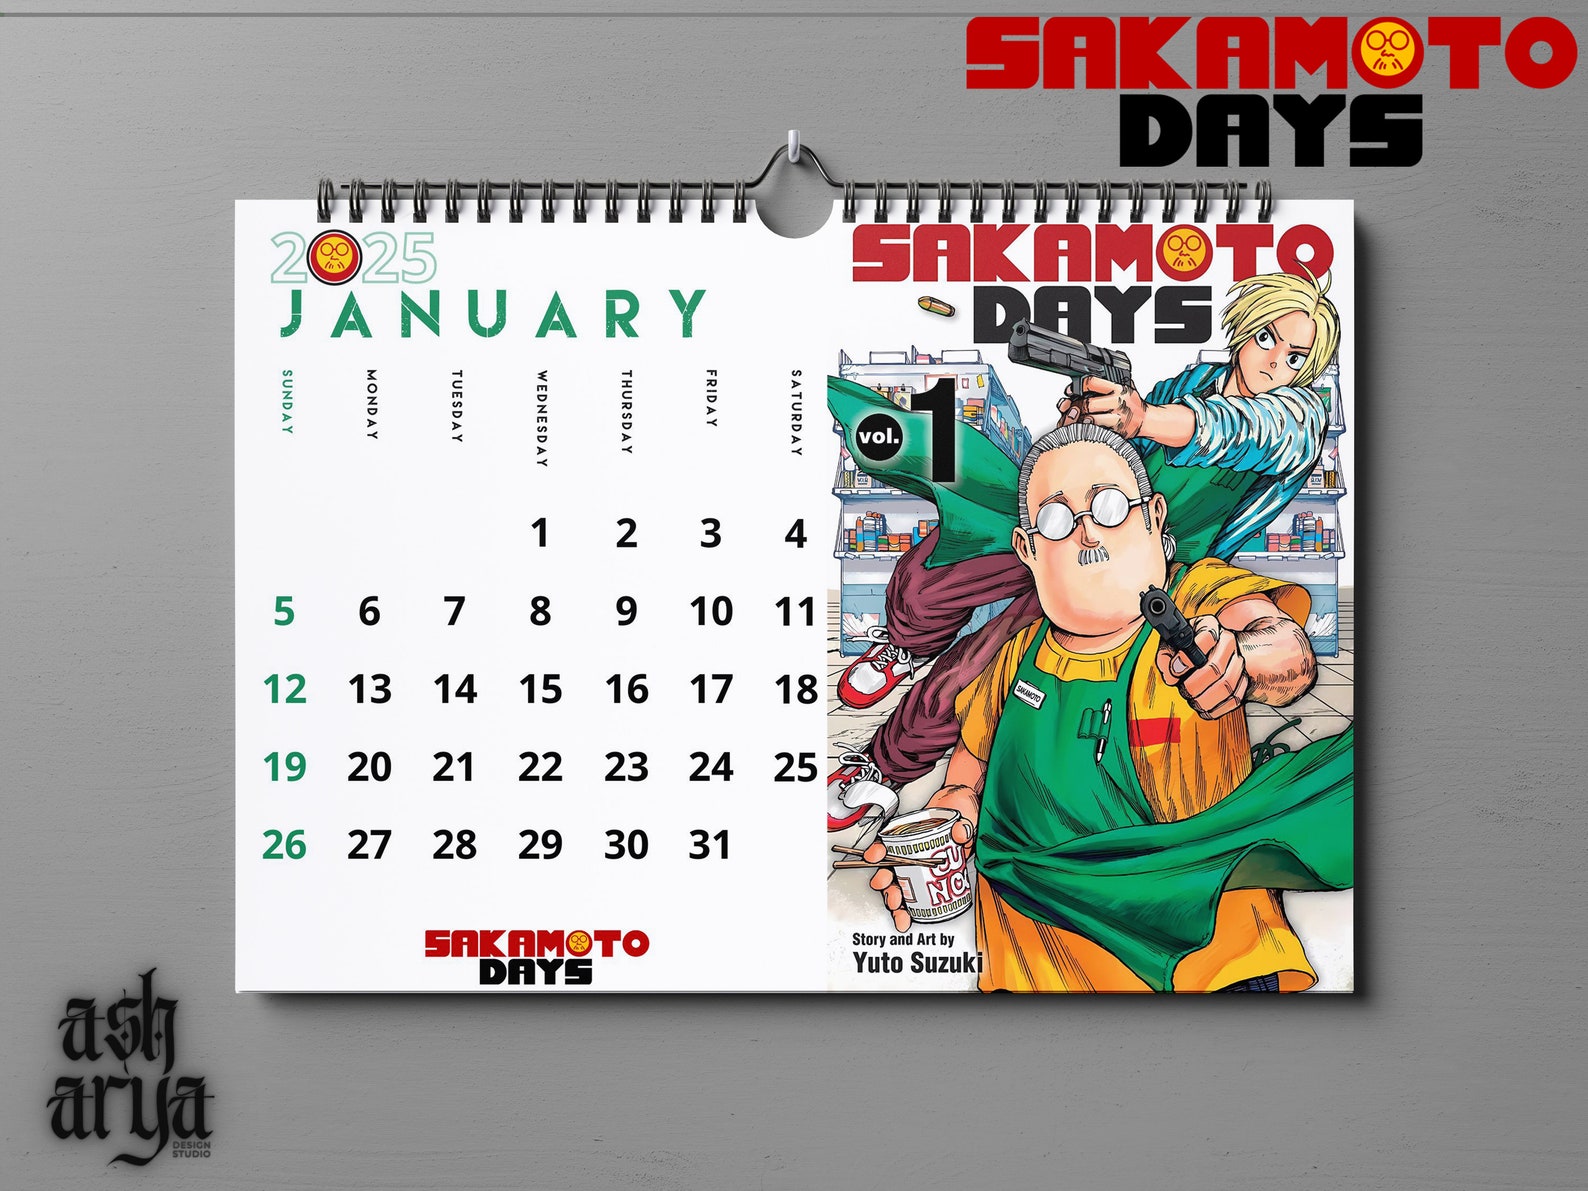 SAKAMOTO
DAYS
2025
JANUARY
SUNDAY MONDAY TUESDAY WEDNESDAY THURSDAY FRIDAY SATURDAY
1 2 3 4
5 6 7 8 9 10 11
12 13 14 15 16 17 18
19 20 21 22 23 24 25
26 27 28 29 30 31
SAKAMOTO
DAYS
SAKAMOTO
DAYS
vol. 1
SAKAMOTO
CU
NO
Story and Art by
Yuto Suzuki
ash
arya
DESIGN
STUDIO